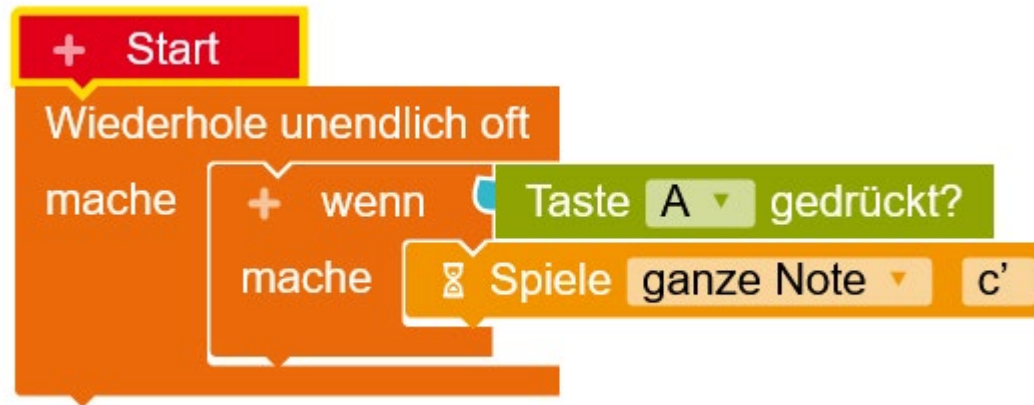 + Start
Wiederhole unendlich oft
mache + wenn Taste A gedrückt?
mache Spiele ganze Note c'